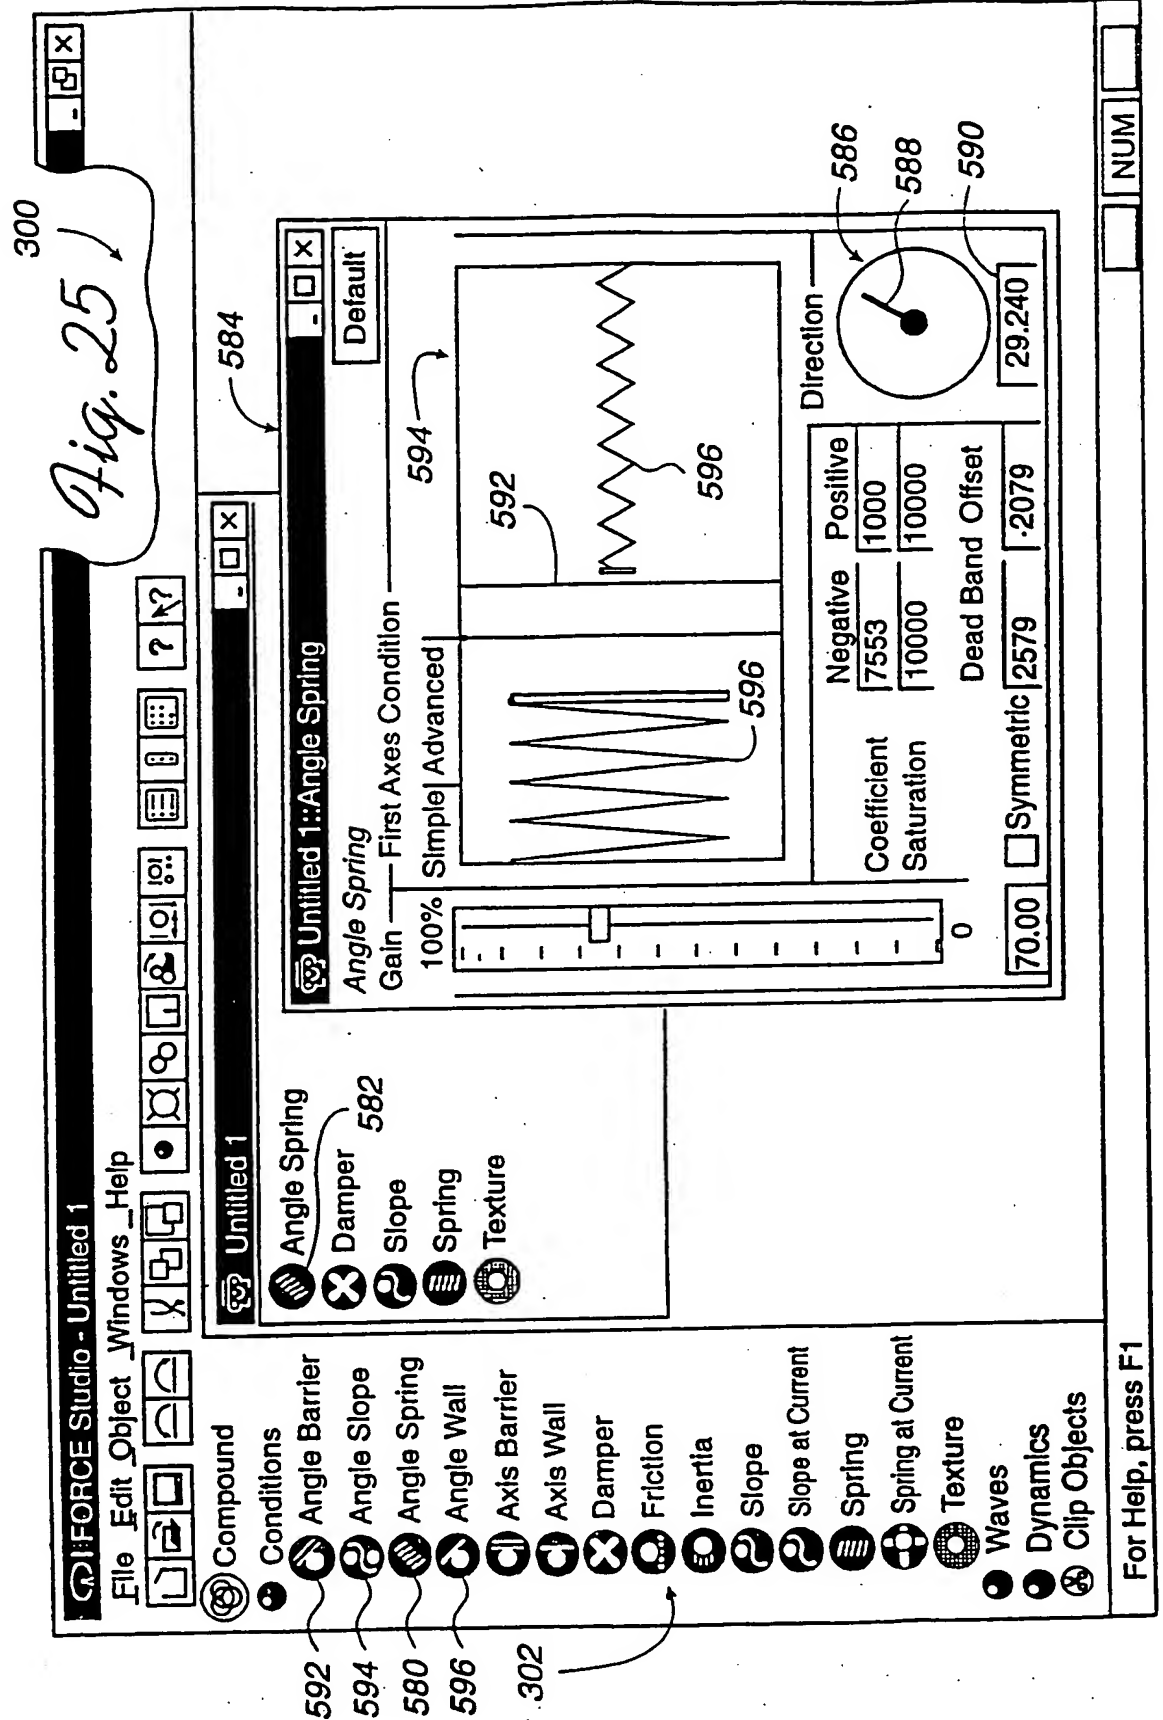 300
Fig. 25
I-FORCE Studio - Untitled 1
File Edit Object Windows Help
Compound
Conditions
Angle Barrier
Angle Slope
Angle Spring
Angle Wall
Axis Barrier
Axis Wall
Damper
Friction
Inertia
Slope
Slope at Current
Spring
Spring at Current
Texture
Waves
Dynamics
Clip Objects
592
594
580
596
302
Untitled 1
Angle Spring
Damper
Slope
Spring
Texture
582
584
Untitled 1::Angle Spring
Angle Spring
Default
Gain
First Axes Condition
100%
Simple Advanced
592
594
596
596
0
70.00
Negative Positive
Coefficient 7553 1000
Saturation 10000 10000
Dead Band Offset
Symmetric 2579 -2079
Direction
29.240
586
588
590
For Help, press F1
NUM